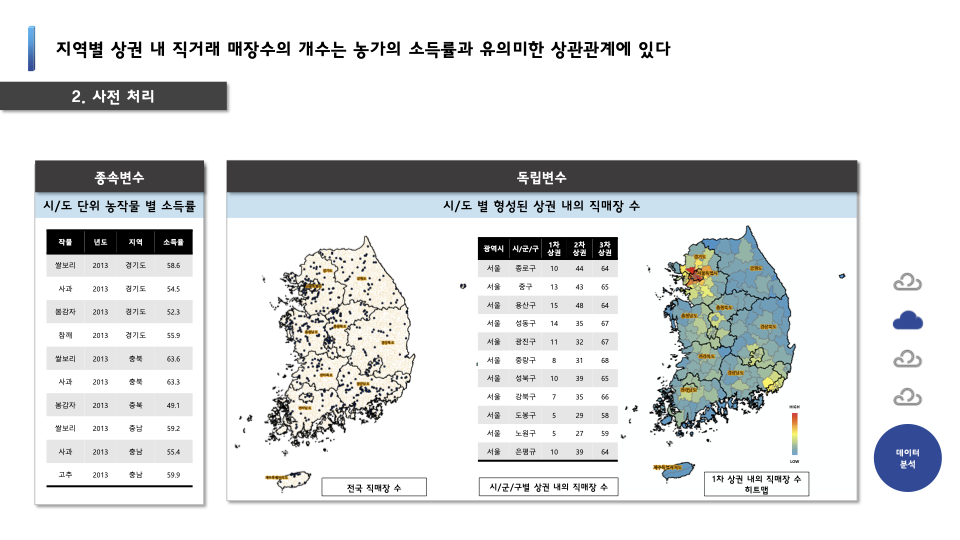 지역별 상권 내 직거래 매장수의 개수는 농가의 소득률과 유의미한 상관관계에 있다
2. 사전 처리
종속변수
시/도 단위 농작물 별 소득률
작물 년도 지역 소득율
쌀보리 2013 경기도 58.6
사과 2013 경기도 54.5
봄감자 2013 경기도 52.3
참깨 2013 경기도 55.9
쌀보리 2013 충북 63.6
사과 2013 충북 63.3
봄감자 2013 충북 49.1
쌀보리 2013 충남 59.2
사과 2013 충남 55.4
고추 2013 충남 59.9
독립변수
시/도 별 형성된 상권 내의 직매장 수
전국 직매장 수
광역시 시/군/구 1차 상권 2차 상권 3차 상권
서울 종로구 10 44 64
서울 중구 13 43 65
서울 용산구 15 48 64
서울 성동구 14 35 67
서울 광진구 11 32 67
서울 중랑구 8 31 68
서울 성북구 10 39 65
서울 강북구 7 35 66
서울 도봉구 5 29 58
서울 노원구 5 27 59
서울 은평구 10 39 64
시/군/구별 상권 내의 직매장 수
HIGH
LOW
1차 상권 내의 직매장 수
히트맵
데이터
분석